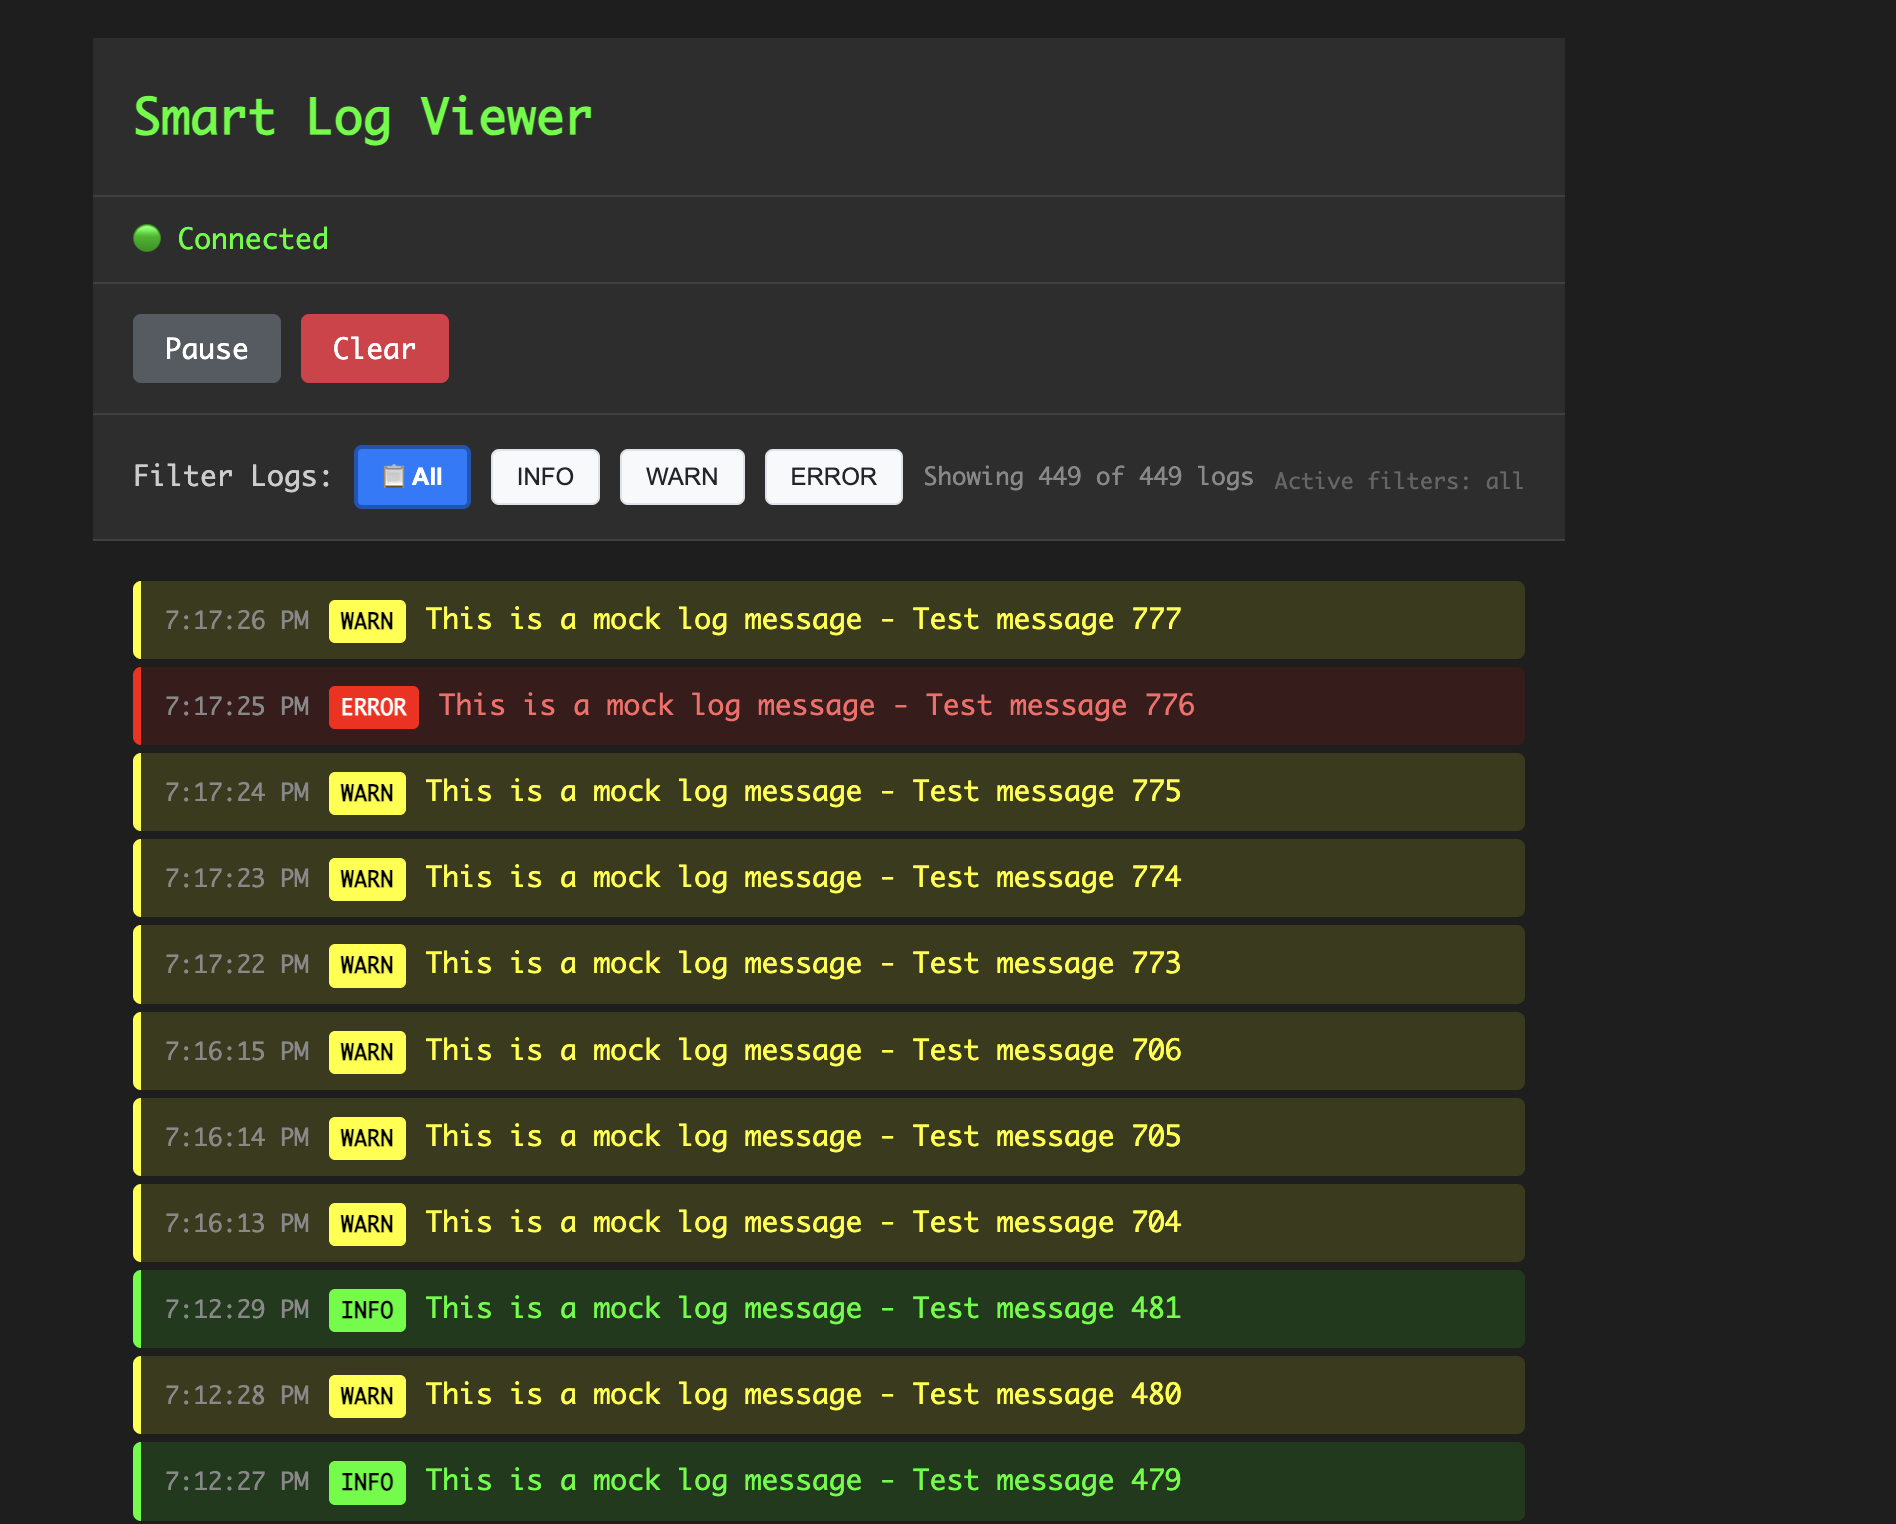 Smart Log Viewer
Connected
Pause Clear
Filter Logs: All INFO WARN ERROR Showing 449 of 449 logs Active filters: all
7:17:26 PM WARN This is a mock log message - Test message 777
7:17:25 PM ERROR This is a mock log message - Test message 776
7:17:24 PM WARN This is a mock log message - Test message 775
7:17:23 PM WARN This is a mock log message - Test message 774
7:17:22 PM WARN This is a mock log message - Test message 773
7:16:15 PM WARN This is a mock log message - Test message 706
7:16:14 PM WARN This is a mock log message - Test message 705
7:16:13 PM WARN This is a mock log message - Test message 704
7:12:29 PM INFO This is a mock log message - Test message 481
7:12:28 PM WARN This is a mock log message - Test message 480
7:12:27 PM INFO This is a mock log message - Test message 479